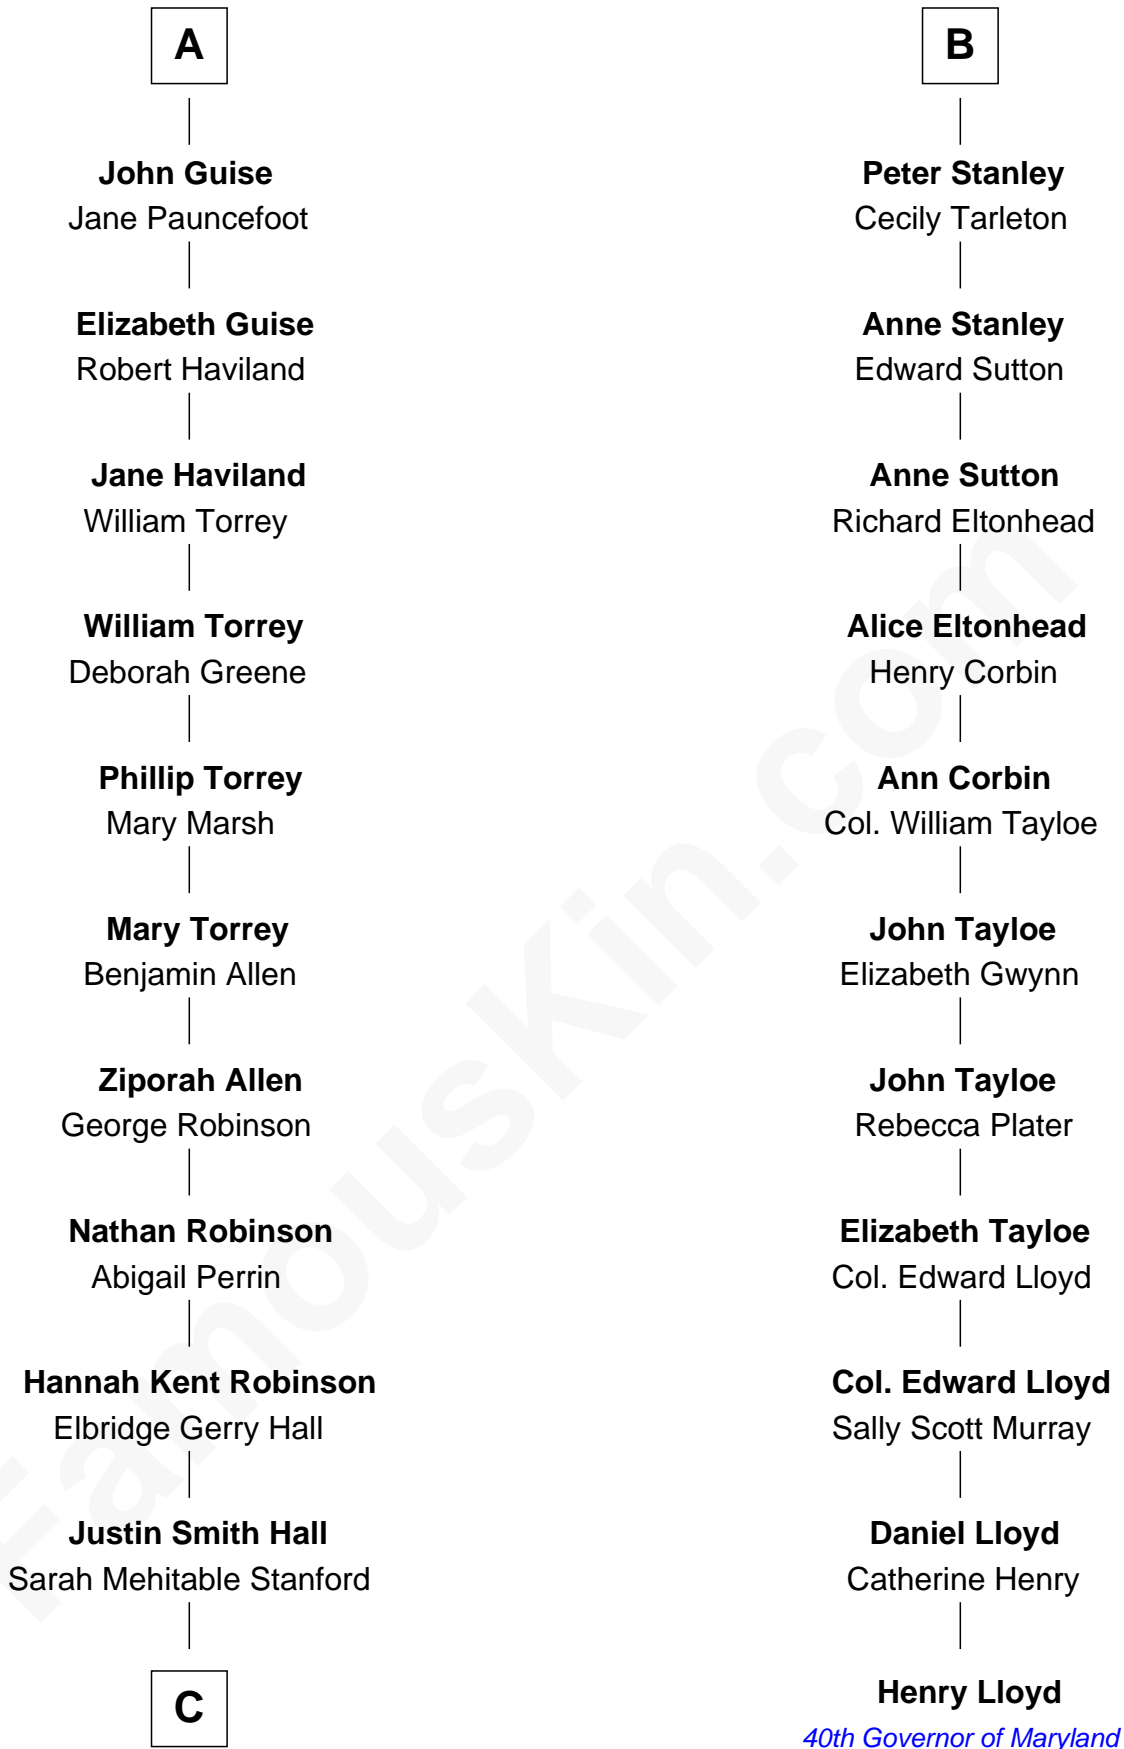 A
John Guise
Jane Pauncefoot
Elizabeth Guise
Robert Haviland
Jane Haviland
William Torrey
William Torrey
Deborah Greene
Phillip Torrey
Mary Marsh
Mary Torrey
Benjamin Allen
Ziporah Allen
George Robinson
Nathan Robinson
Abigail Perrin
Hannah Kent Robinson
Elbridge Gerry Hall
Justin Smith Hall
Sarah Mehitable Stanford
C
B
Peter Stanley
Cecily Tarleton
Anne Stanley
Edward Sutton
Anne Sutton
Richard Eltonhead
Alice Eltonhead
Henry Corbin
Ann Corbin
Col. William Tayloe
John Tayloe
Elizabeth Gwynn
John Tayloe
Rebecca Plater
Elizabeth Tayloe
Col. Edward Lloyd
Col. Edward Lloyd
Sally Scott Murray
Daniel Lloyd
Catherine Henry
Henry Lloyd
40th Governor of Maryland
FamousKin.com